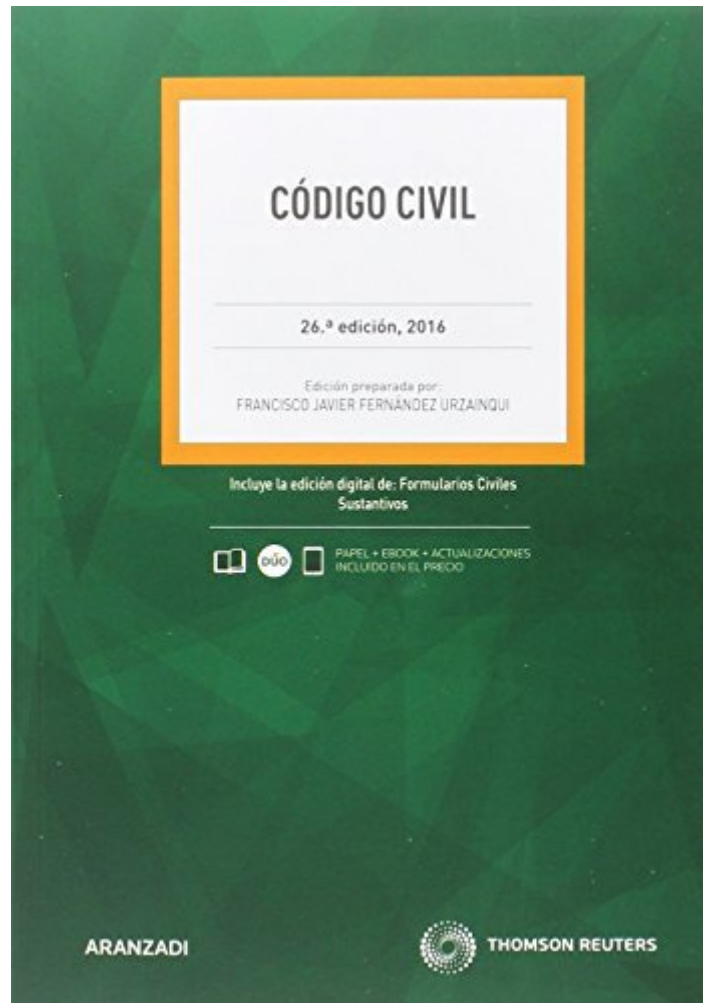 CÓDIGO CIVIL
26.ª edición, 2016
Edición preparada por:
FRANCISCO JAVIER FERNÁNDEZ URZAINQUI
Incluye la edición digital de: Formularios Civiles
Sustantivos
DÚO
PAPEL + EBOOK + ACTUALIZACIONES
INCLUIDO EN EL PRECIO
ARANZADI
THOMSON REUTERS